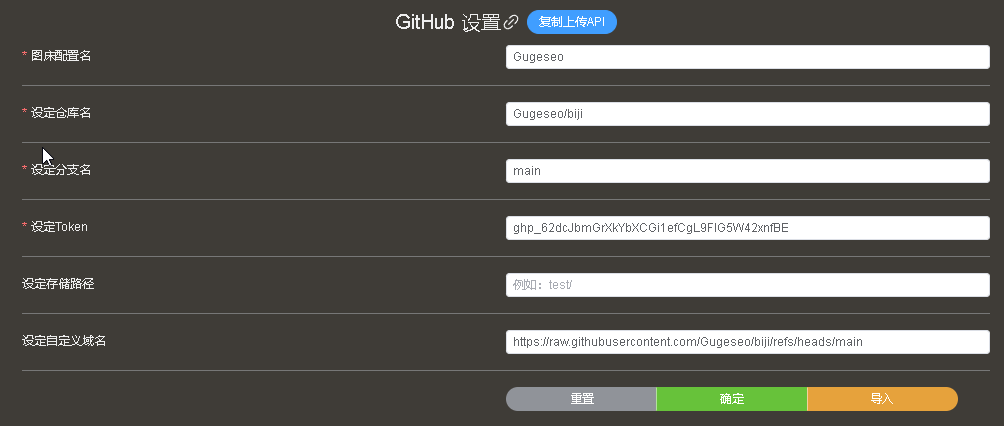 GitHub 设置 复制上传API
* 图床配置名 Gugeseo
* 设定仓库名 Gugeseo/biji
* 设定分支名 main
* 设定Token ghp_62dcJbmGrXkYbXCGi1efCgL9FIG5W42xnfBE
设定存储路径 例如：test/
设定自定义域名 https://raw.githubusercontent.com/Gugeseo/biji/refs/heads/main
重置 确定 导入